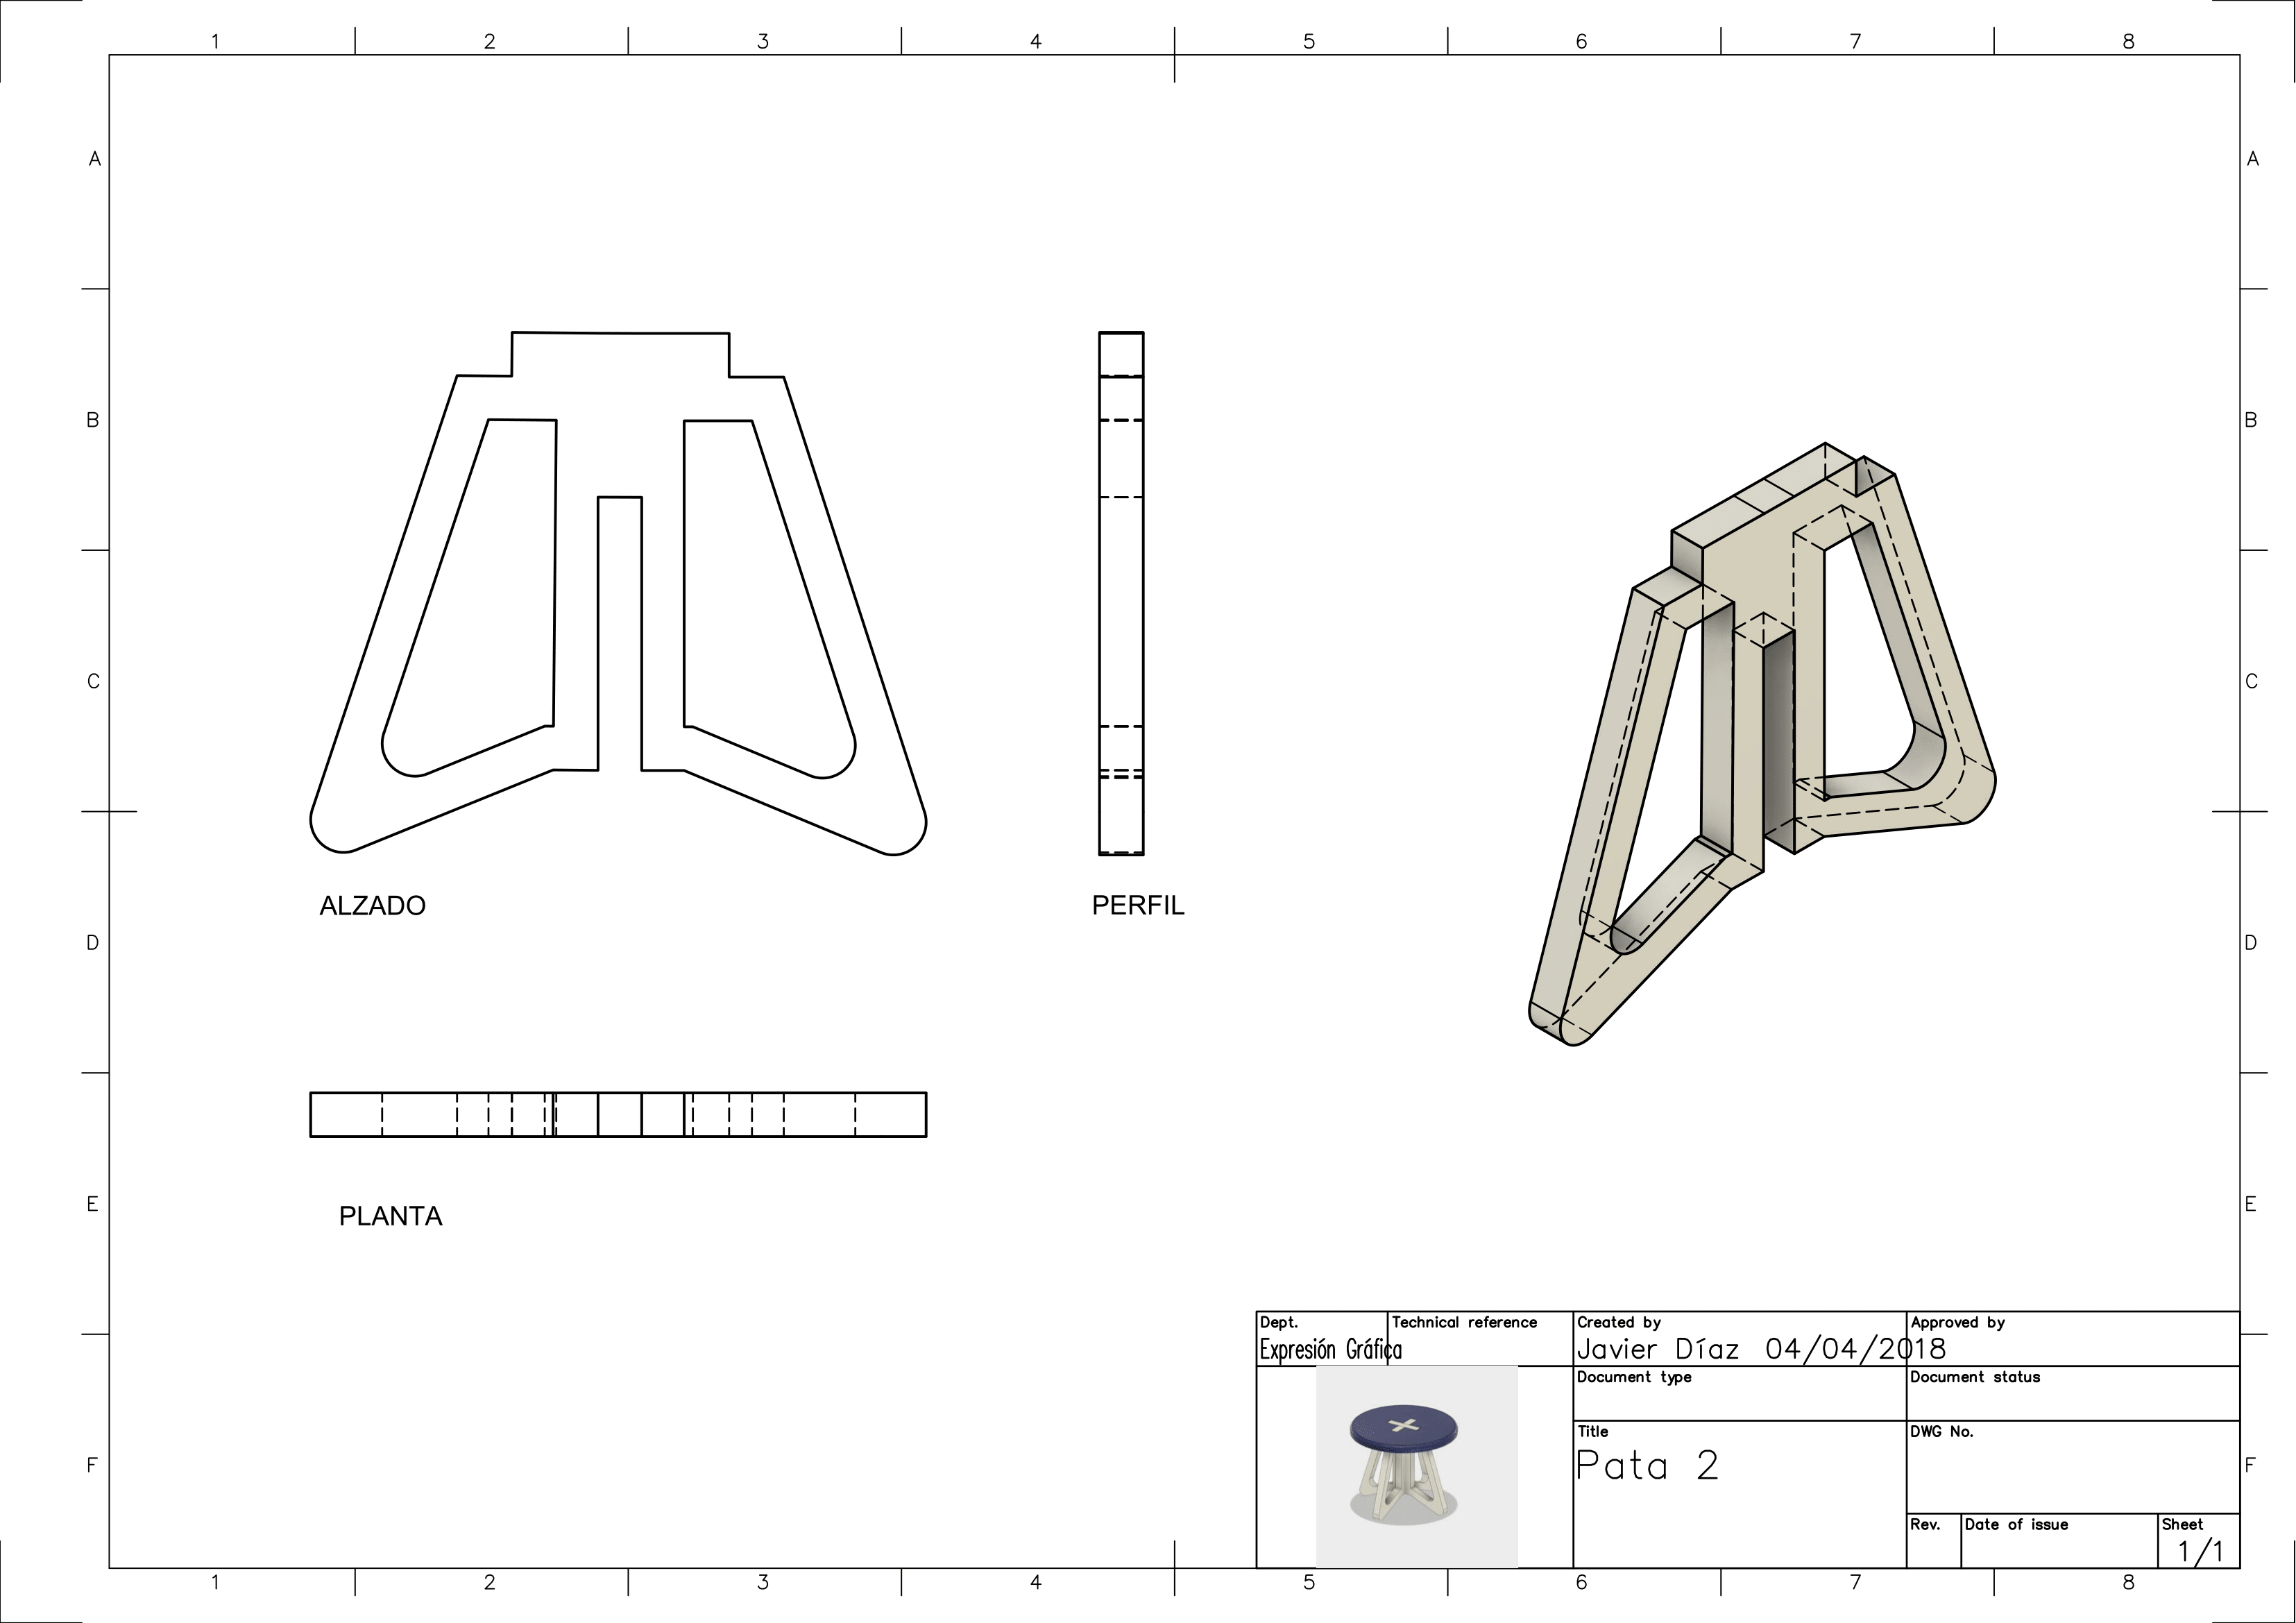 1 2 3 4 5 6 7 8
A A
B B
C C
ALZADO PERFIL
D D
E E
PLANTA
Dept. Technical reference Created by Approved by
Expresión Gráfica Javier Díaz 04/04/2018
Document type Document status
Title DWG No.
Pata 2
F F
Rev. Date of issue Sheet
1/1
1 2 3 4 5 6 7 8